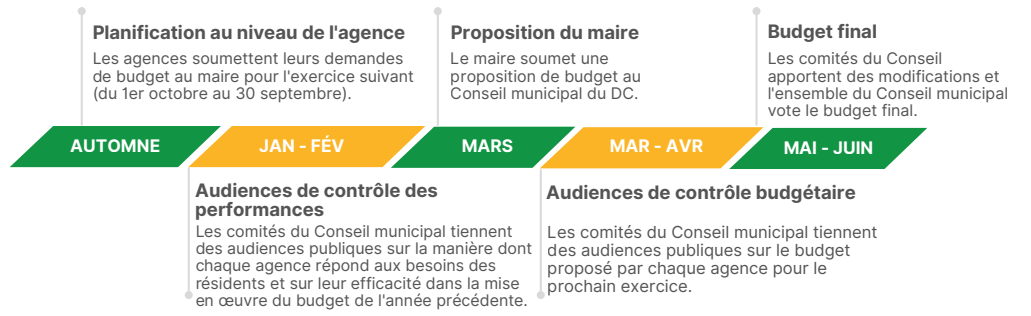 Planification au niveau de l'agence
Les agences soumettent leurs demandes
de budget au maire pour l'exercice suivant
(du 1er octobre au 30 septembre).
Proposition du maire
Le maire soumet une
proposition de budget au
Conseil municipal du DC.
Budget final
Les comités du Conseil
apportent des modifications et
l'ensemble du Conseil municipal
vote le budget final.
AUTOMNE
JAN - FÉV
MARS
MAR - AVR
MAI - JUIN
Audiences de contrôle des
performances
Les comités du Conseil municipal tiennent
des audiences publiques sur la manière dont
chaque agence répond aux besoins des
résidents et sur leur efficacité dans la mise
en œuvre du budget de l'année précédente.
Audiences de contrôle budgétaire
Les comités du Conseil municipal tiennent
des audiences publiques sur le budget
proposé par chaque agence pour le
prochain exercice.